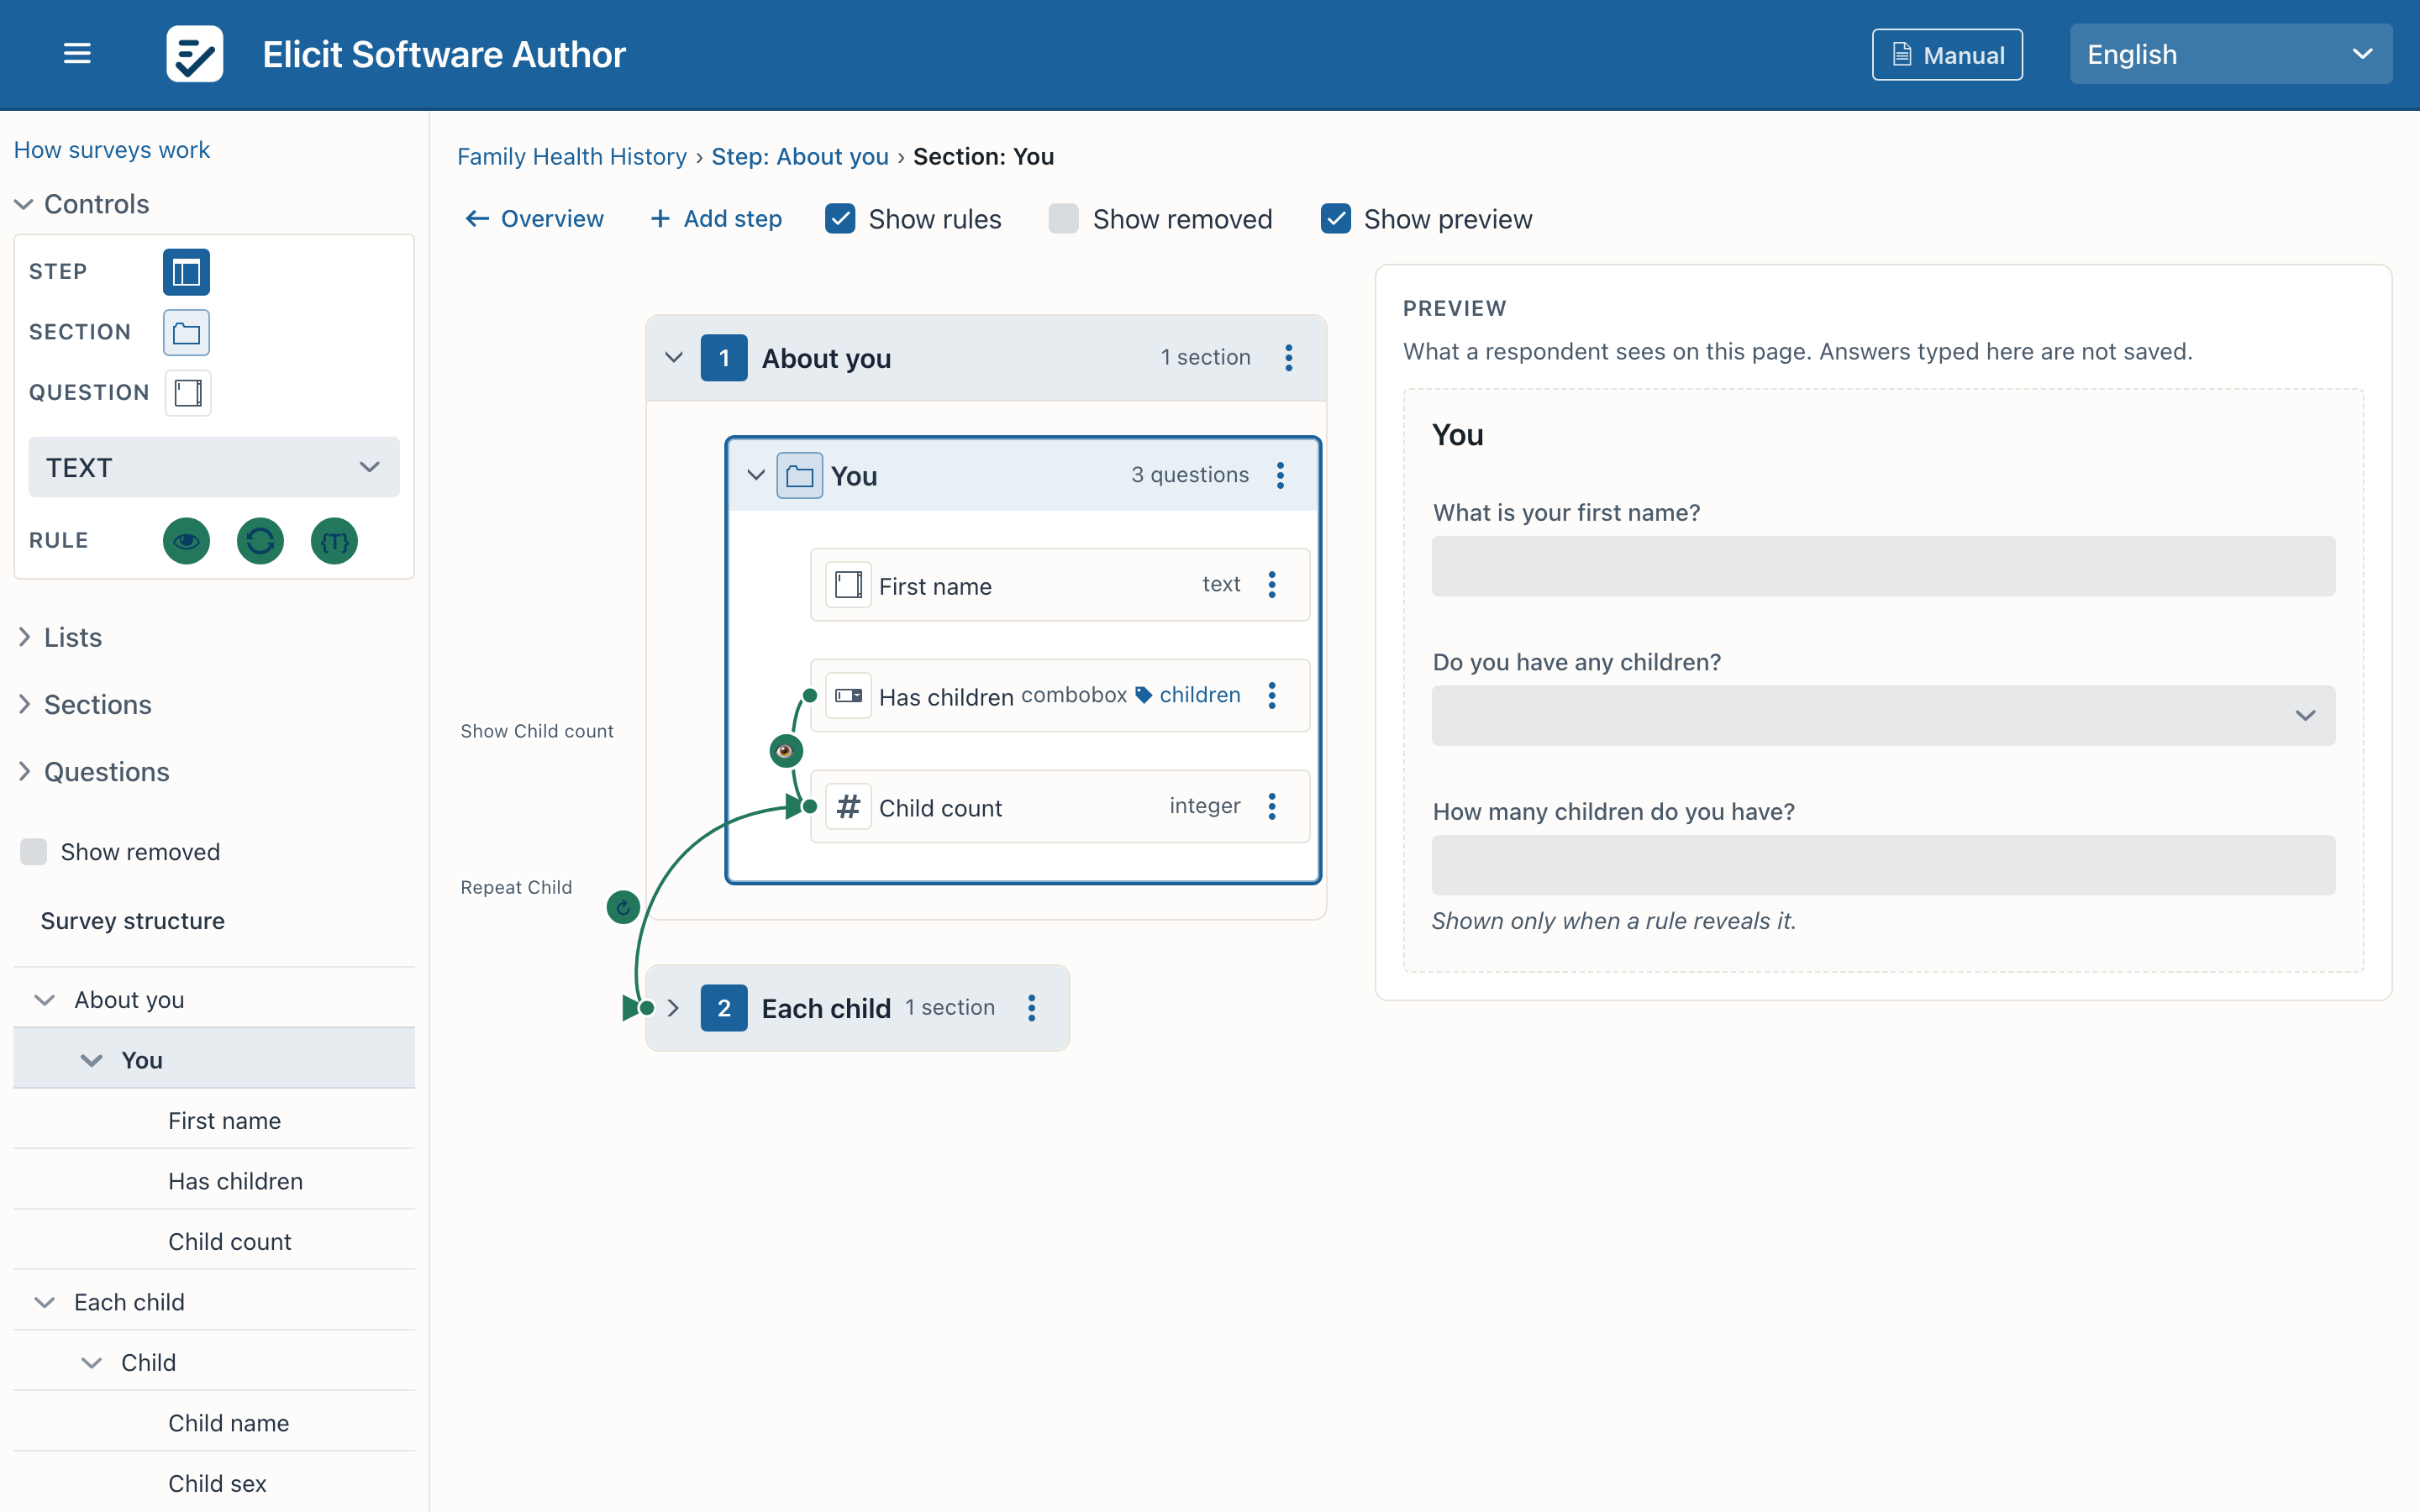 Elicit Software Author
Manual
English
How surveys work
Controls
STEP
SECTION
QUESTION
TEXT
RULE
{T}
Lists
Sections
Questions
Show removed
Survey structure
About you
You
First name
Has children
Child count
Each child
Child
Child name
Child sex
Family Health History › Step: About you › Section: You
Overview
Add step
Show rules
Show removed
Show preview
1 About you 1 section
You 3 questions
First name text
Has children combobox children
Show Child count
# Child count integer
Repeat Child
2 Each child 1 section
PREVIEW
What a respondent sees on this page. Answers typed here are not saved.
You
What is your first name?
Do you have any children?
How many children do you have?
Shown only when a rule reveals it.